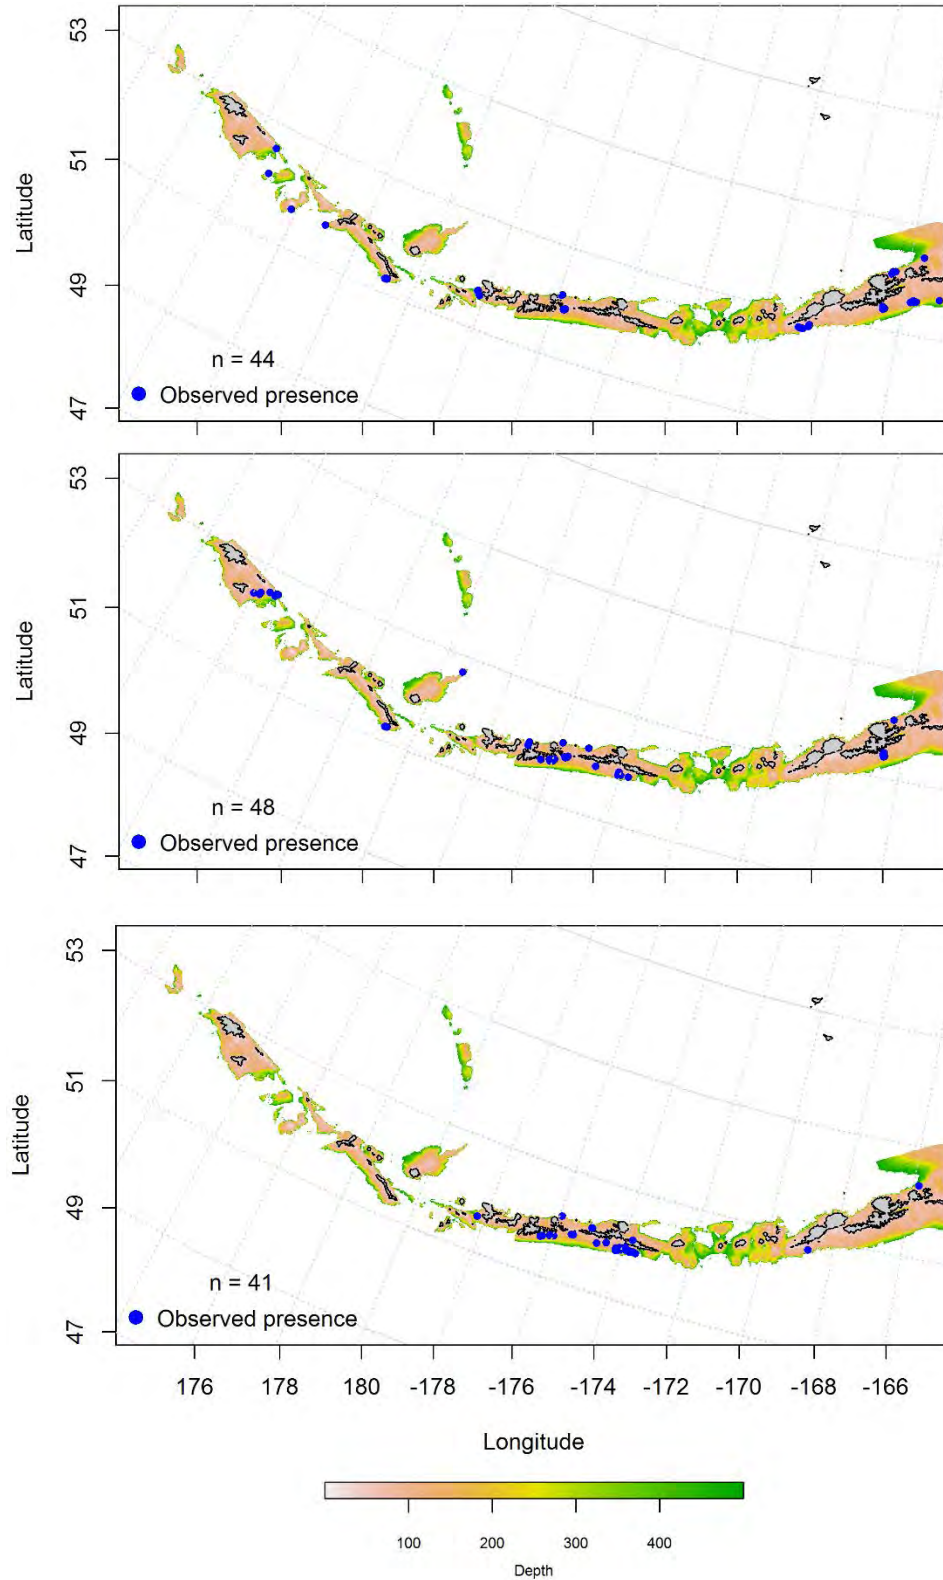 53
51
49
47
Latitude
n = 44
Observed presence
53
51
49
47
Latitude
n = 48
Observed presence
53
51
49
47
Latitude
n = 41
Observed presence
176 178 180 -178 -176 -174 -172 -170 -168 -166
Longitude
100 200 300 400
Depth